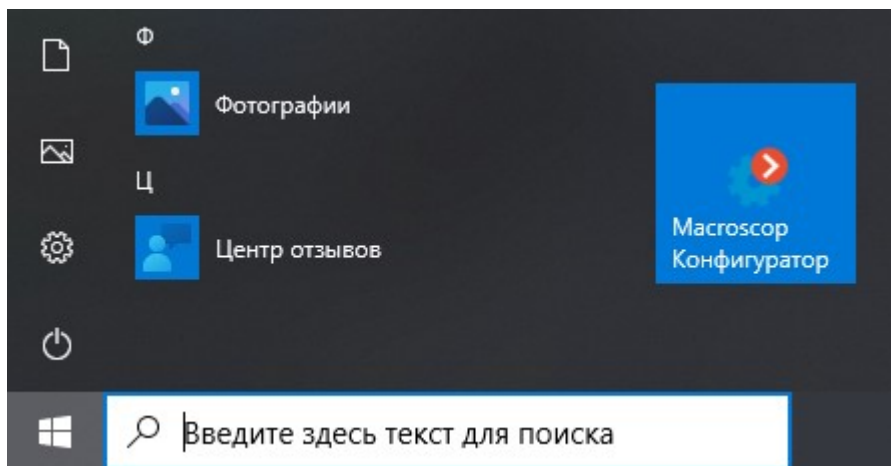 Ф
Фотографии
Ц
Центр отзывов
Macroscop
Конфигуратор
Введите здесь текст для поиска